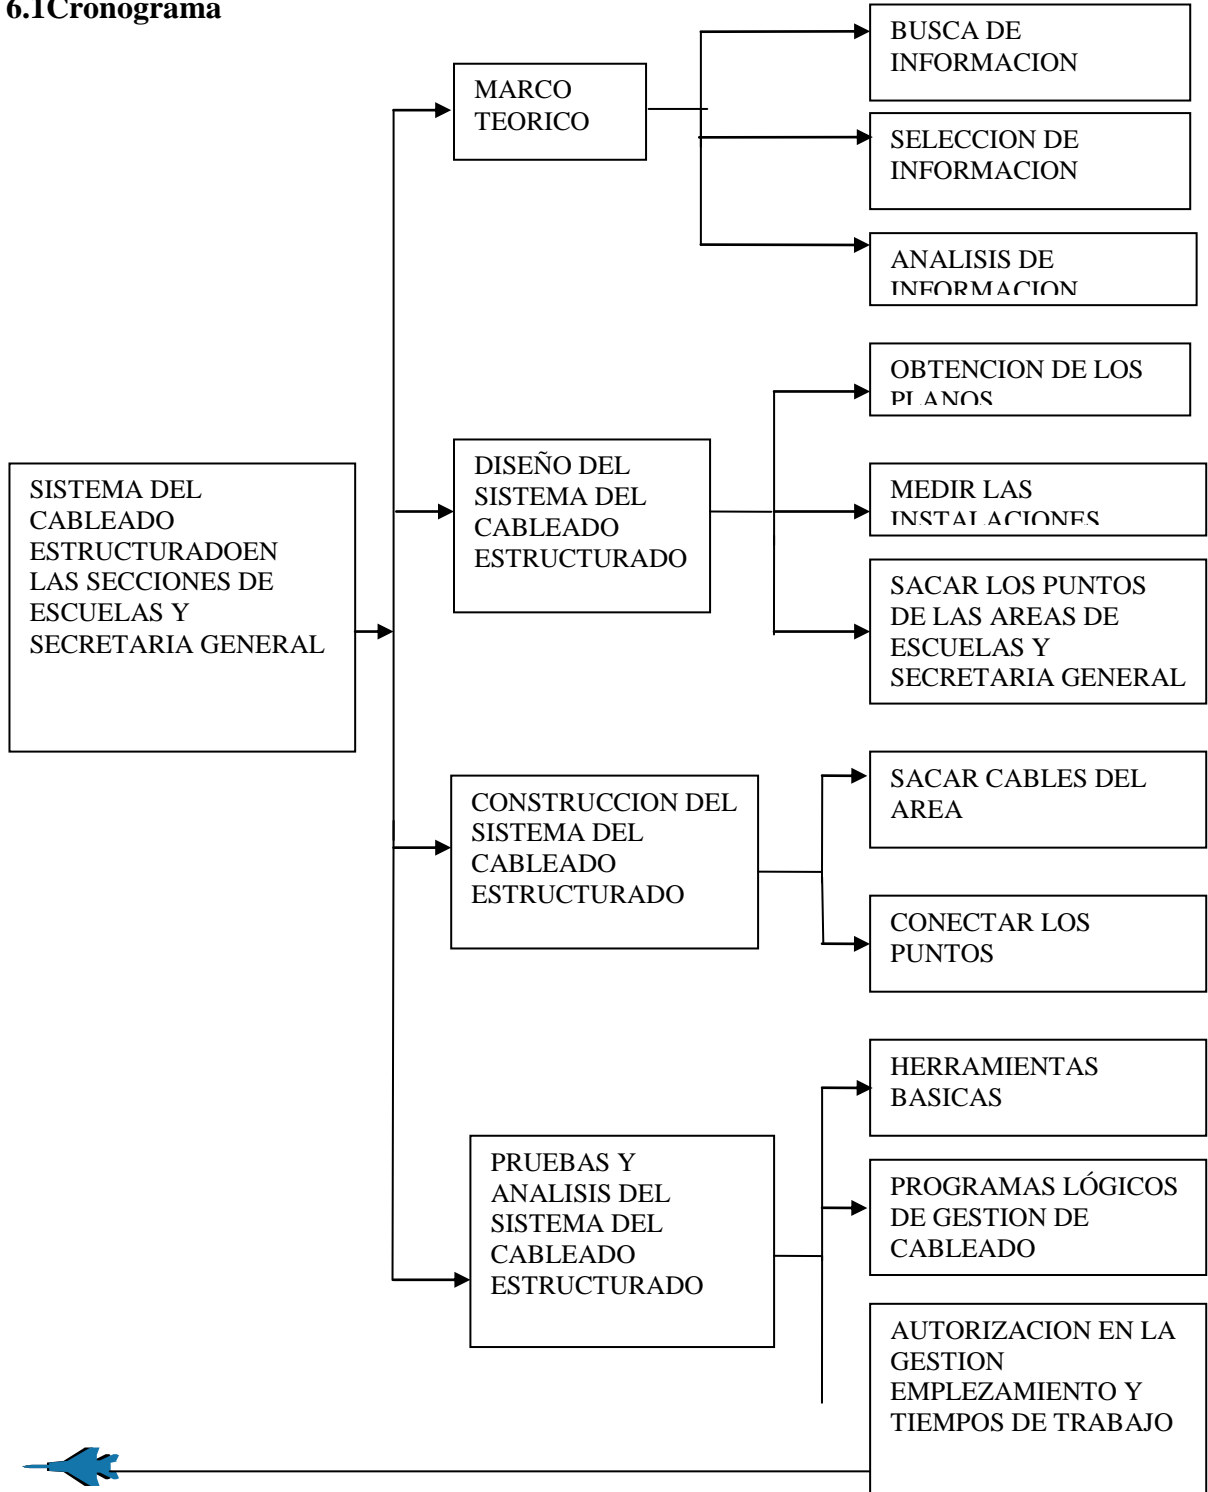 6.1Cronograma
BUSCA DE
INFORMACION
MARCO
TEORICO
SELECCION DE
INFORMACION
ANALISIS DE
INFORMACION
OBTENCION DE LOS
PLANOS
SISTEMA DEL
CABLEADO
ESTRUCTURADOEN
LAS SECCIONES DE
ESCUELAS Y
SECRETARIA GENERAL
DISEÑO DEL
SISTEMA DEL
CABLEADO
ESTRUCTURADO
MEDIR LAS
INSTALACIONES
SACAR LOS PUNTOS
DE LAS AREAS DE
ESCUELAS Y
SECRETARIA GENERAL
CONSTRUCCION DEL
SISTEMA DEL
CABLEADO
ESTRUCTURADO
SACAR CABLES DEL
AREA
CONECTAR LOS
PUNTOS
HERRAMIENTAS
BASICAS
PRUEBAS Y
ANALISIS DEL
SISTEMA DEL
CABLEADO
ESTRUCTURADO
PROGRAMAS LÓGICOS
DE GESTION DE
CABLEADO
AUTORIZACION EN LA
GESTION
EMPLEZAMIENTO Y
TIEMPOS DE TRABAJO